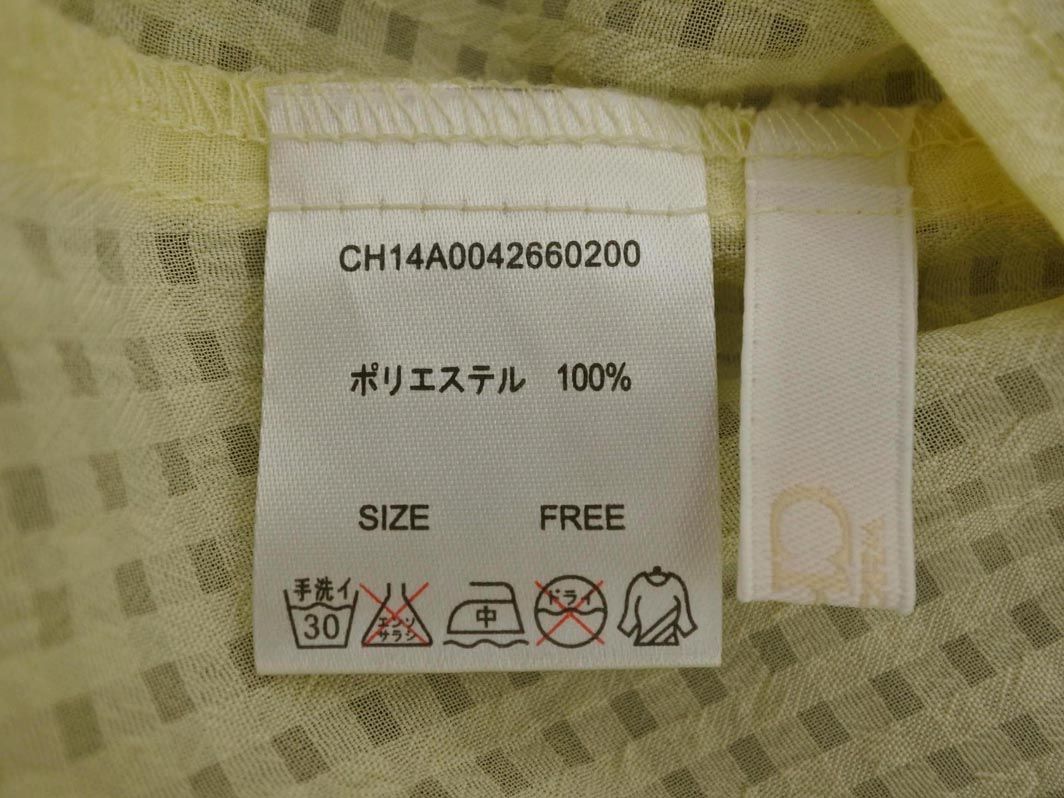 CH14A0042660200
ポリエステル 100%
SIZE FREE
手洗イ
30
エンソ
サラシ
中
ドライ